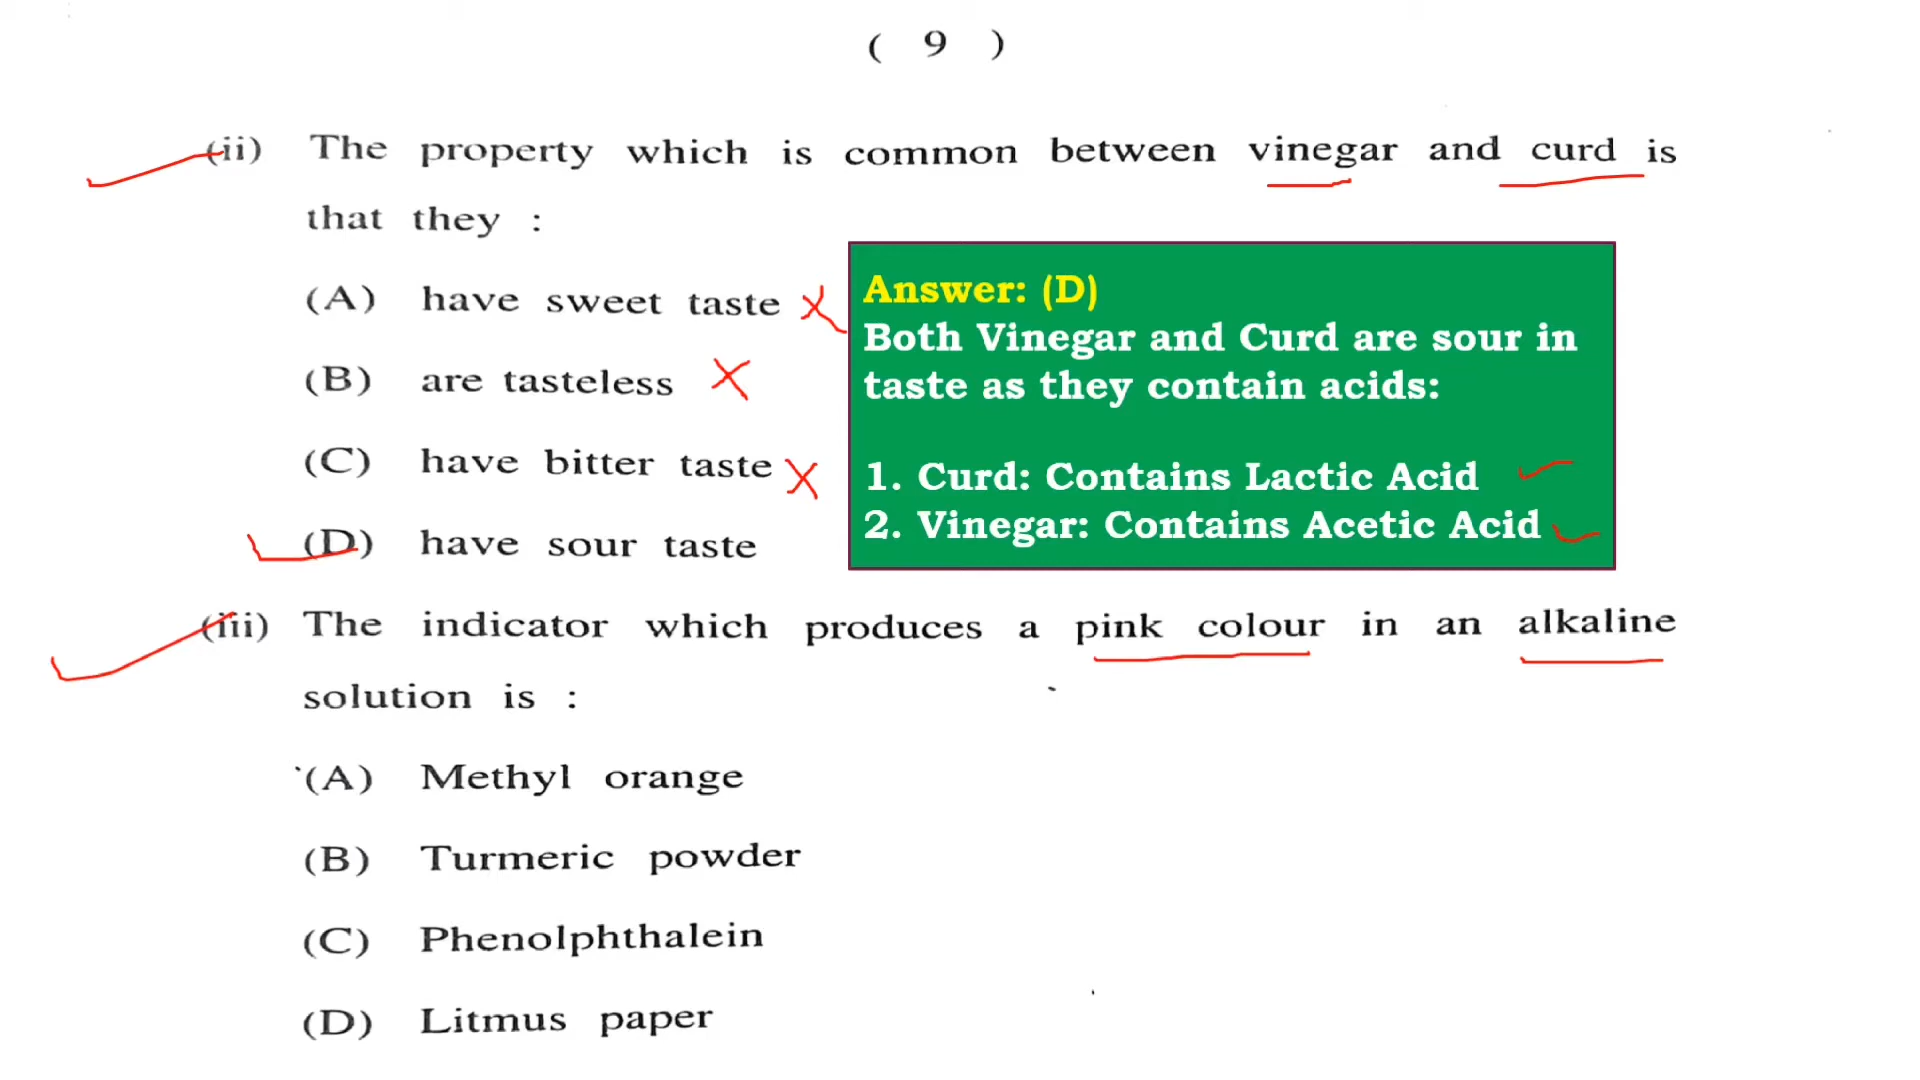 ( 9 )
(ii) The property which is common between vinegar and curd is
that they :
(A) have sweet taste
(B) are tasteless
(C) have bitter taste
(D) have sour taste
Answer: (D)
Both Vinegar and Curd are sour in
taste as they contain acids:
1. Curd: Contains Lactic Acid
2. Vinegar: Contains Acetic Acid
(iii) The indicator which produces a pink colour in an alkaline
solution is :
(A) Methyl orange
(B) Turmeric powder
(C) Phenolphthalein
(D) Litmus paper